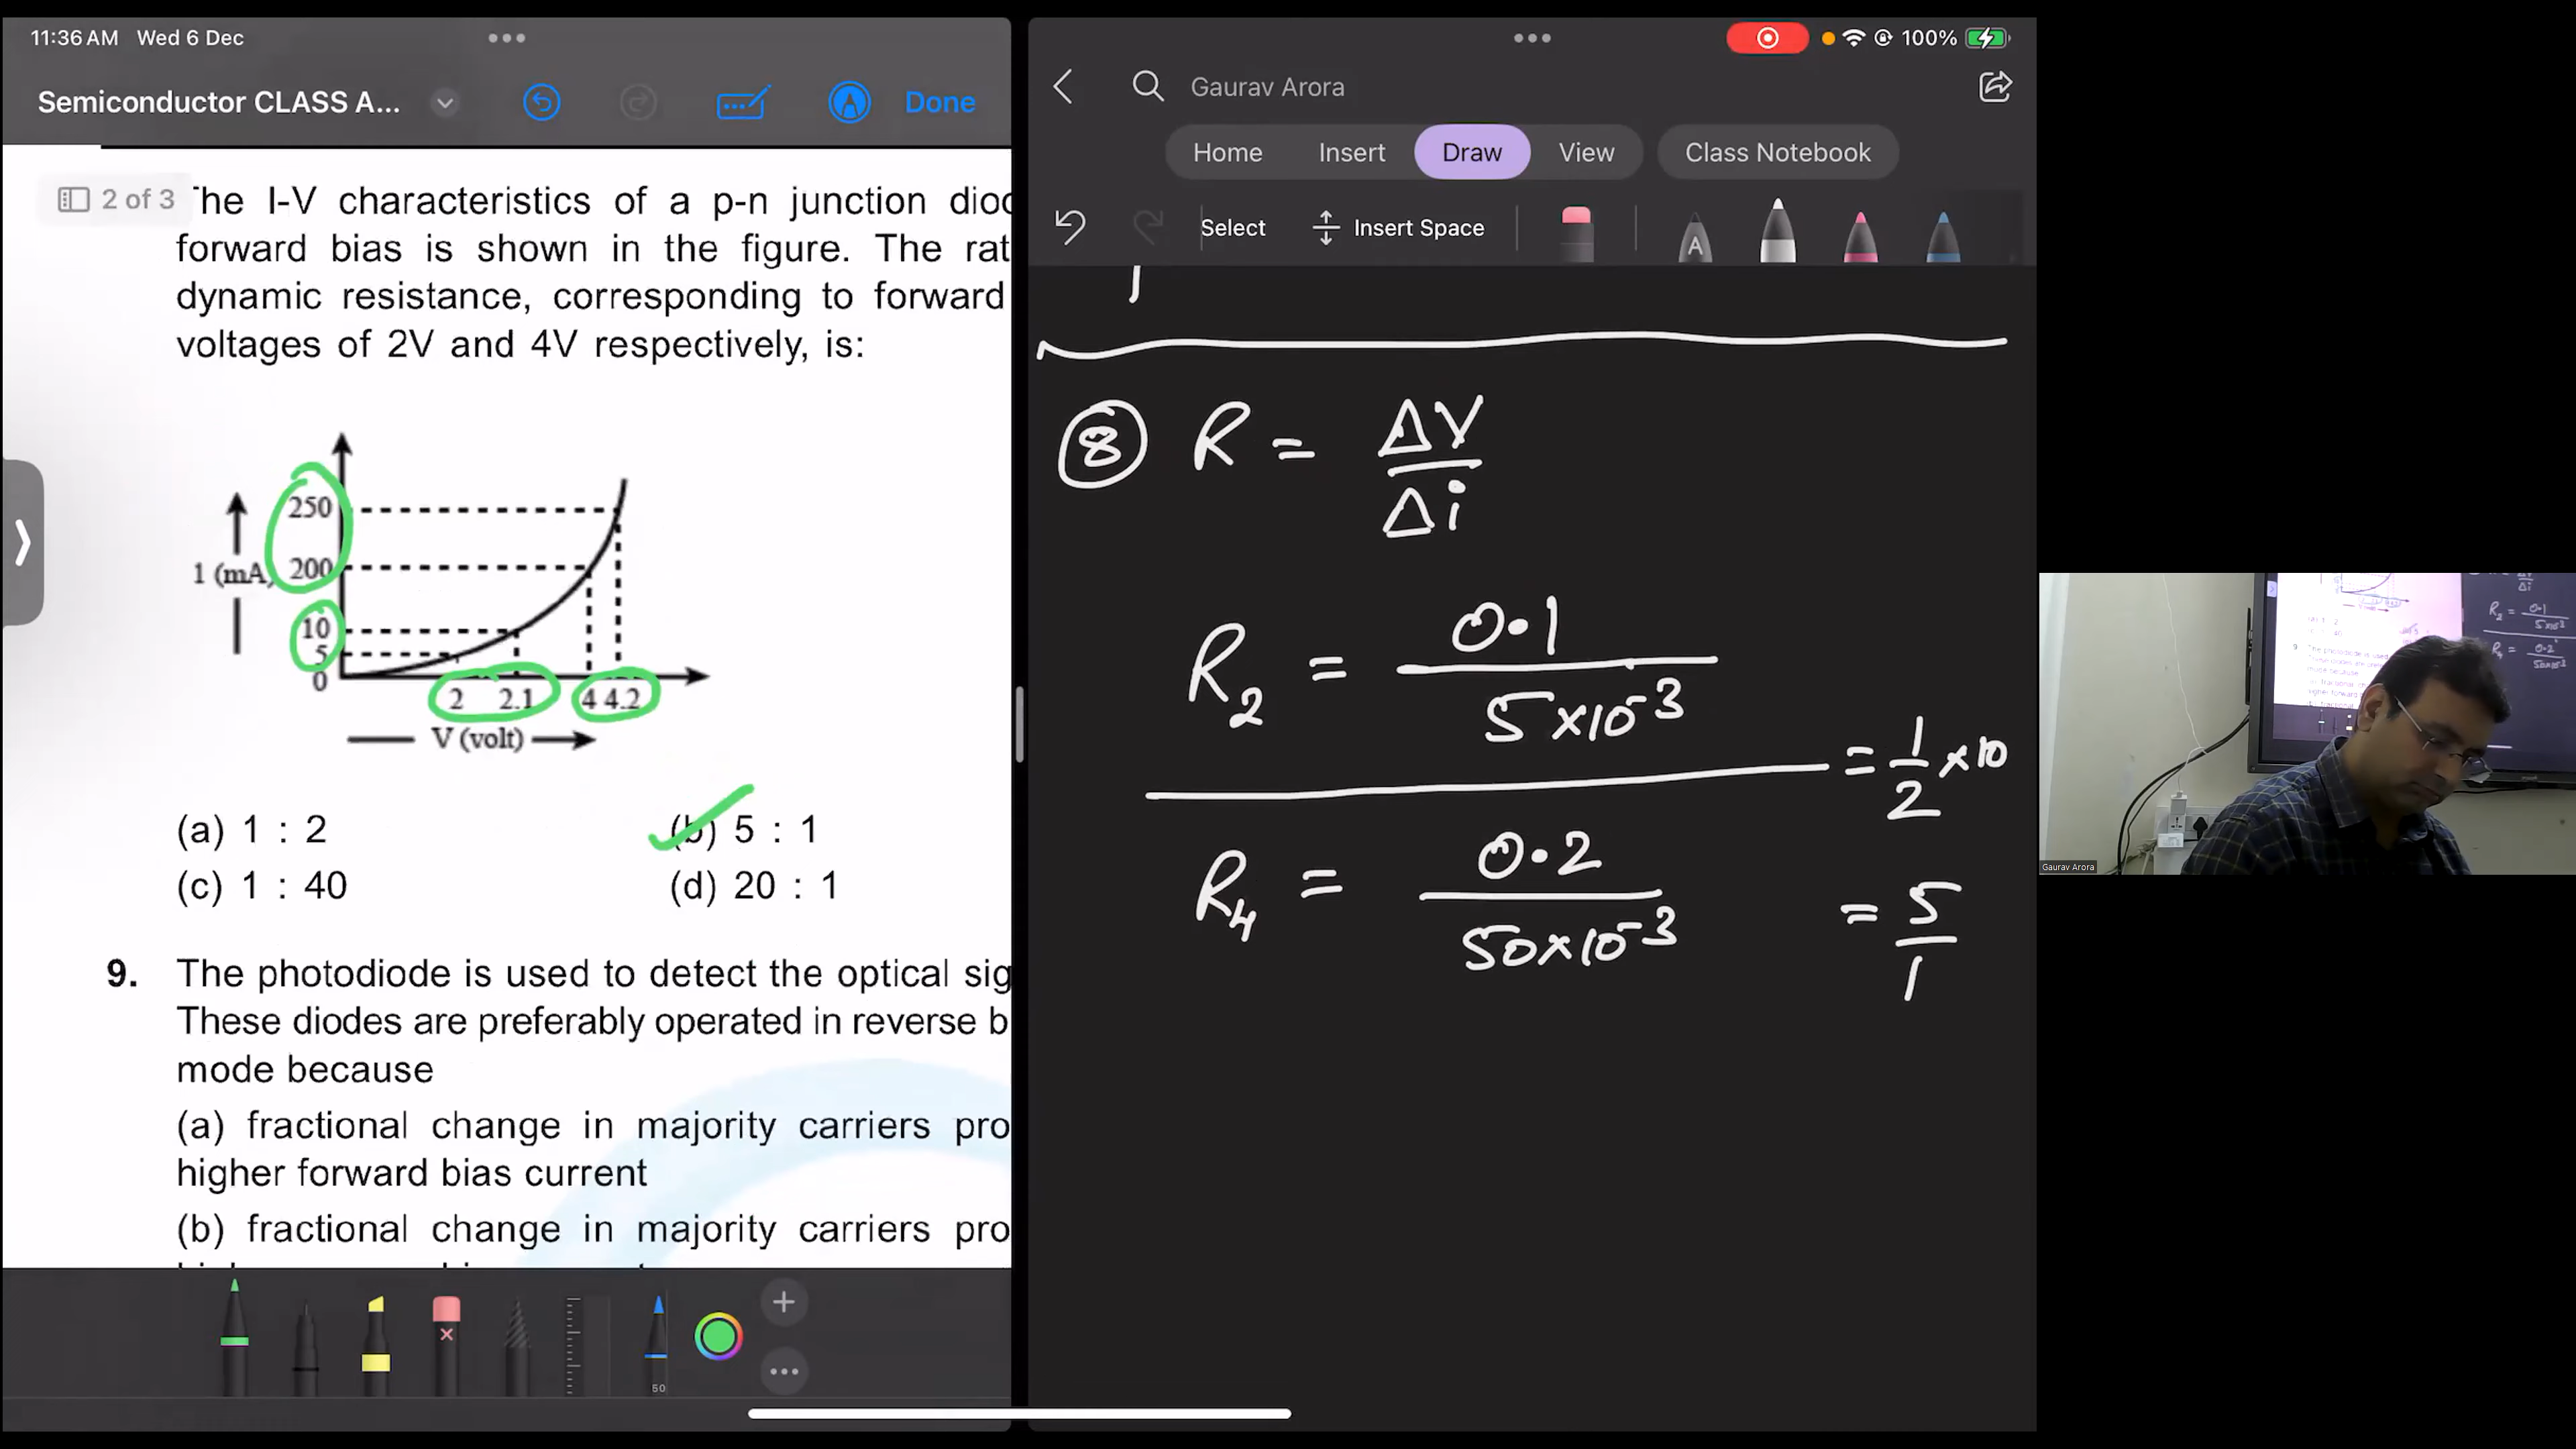 11:36 AM Wed 6 Dec
100%
Semiconductor CLASS A...
Done
Gaurav Arora
Home Insert Draw View Class Notebook
Select Insert Space
A
2 of 3
he I-V characteristics of a p-n junction dio
forward bias is shown in the figure. The rat
dynamic resistance, corresponding to forward
voltages of 2V and 4V respectively, is:
250
200
1 (mA
10
5
0
2 2.1 4 4.2
V (volt)
(a) 1 : 2
(b) 5 : 1
(c) 1 : 40
(d) 20 : 1
9. The photodiode is used to detect the optical sig
These diodes are preferably operated in reverse b
mode because
(a) fractional change in majority carriers pro
higher forward bias current
(b) fractional change in majority carriers pro
50
8 R = ΔV
Δi
R2 = 0.1
5×10-3
= 1
2 ×10
R4 = 0.2
50×10-3
= 5
1
Gaurav Arora